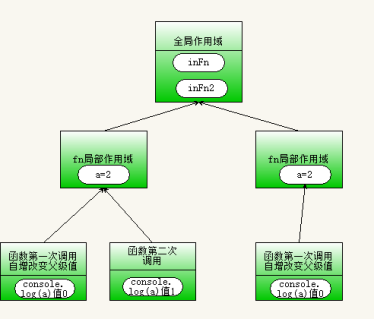 全局作用域
inFn
inFn2
fn局部作用域
a=2
fn局部作用域
a=2
函数第一次调用
自增改变父级值
console.
log(a)值0
函数第二次
调用
console.
log(a)值1
函数第一次调用
自增改变父级值
console.
log(a)值0